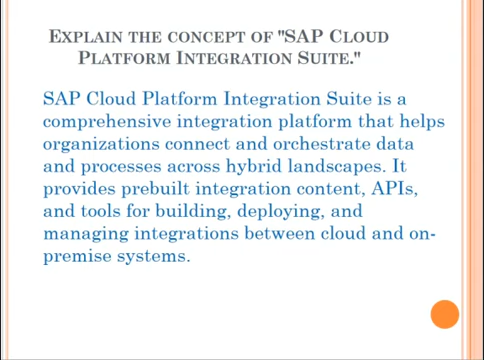 EXPLAIN THE CONCEPT OF "SAP CLOUD
PLATFORM INTEGRATION SUITE."
SAP Cloud Platform Integration Suite is a
comprehensive integration platform that helps
organizations connect and orchestrate data
and processes across hybrid landscapes. It
provides prebuilt integration content, APIs,
and tools for building, deploying, and
managing integrations between cloud and on-
premise systems.